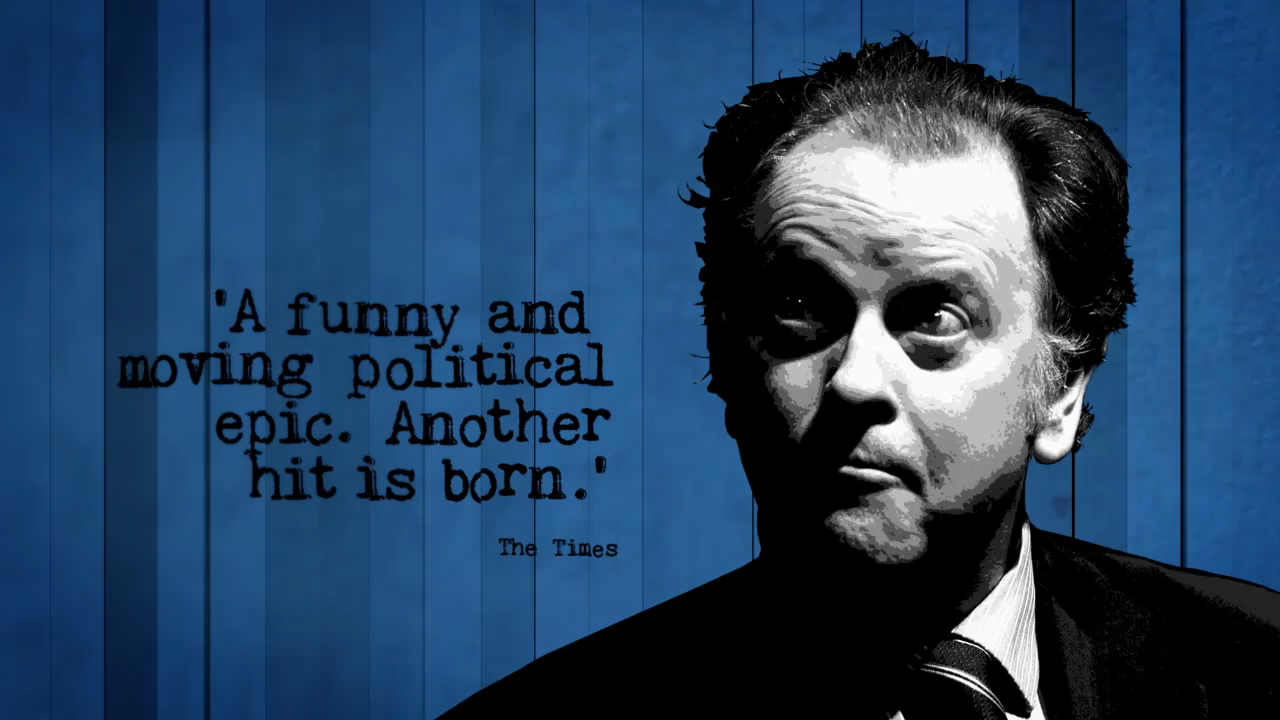 'A funny and
moving political
epic. Another
hit is born.'
The Times